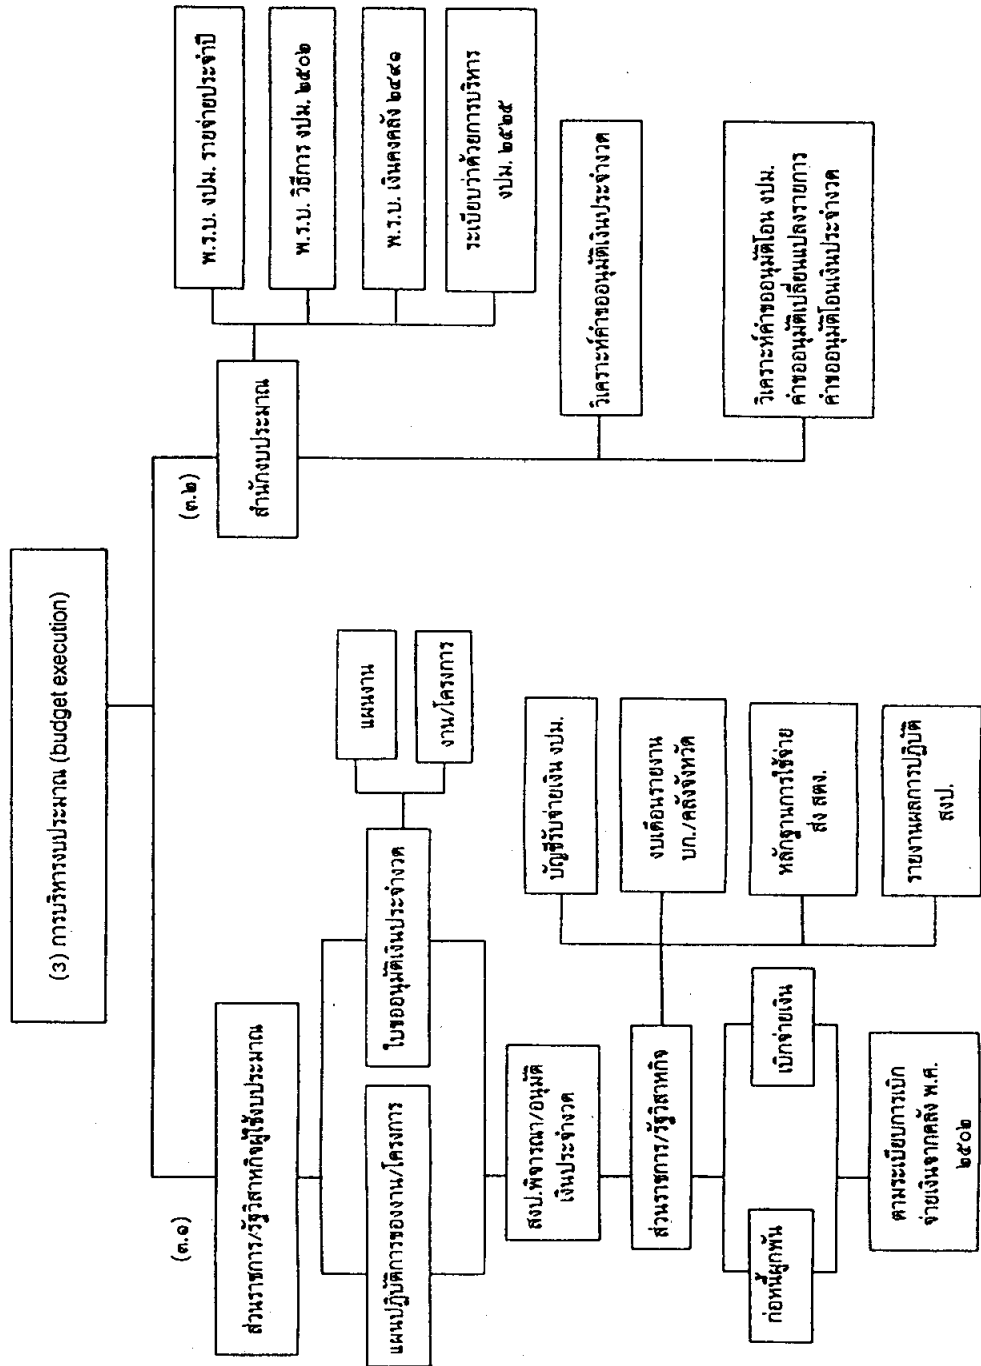 (3) การบริหารงบประมาณ (budget execution)
(๓.๑)
ส่วนราชการ/รัฐวิสาหกิจผู้ใช้งบประมาณ
แผนปฏิบัติการของงาน/โครงการ
ใบขออนุมัติเงินประจำงวด
แผนงาน
งาน/โครงการ
สงป.พิจารณา/อนุมัติ
เงินประจำงวด
ส่วนราชการ/รัฐวิสาหกิจ
บัญชีรับจ่ายเงิน งปม.
งบเดือนรายงาน
บก./คลังจังหวัด
หลักฐานการใช้จ่าย
ส่ง สตง.
รายงานผลการปฏิบัติ
สงป.
ก่อหนี้ผูกพัน
เบิกจ่ายเงิน
ตามระเบียบการเบิก
จ่ายเงินจากคลัง พ.ศ.
๒๕๐๒
(๓.๒)
สำนักงบประมาณ
พ.ร.บ. งปม. รายจ่ายประจำปี
พ.ร.บ. วิธีการ งปม. ๒๕๐๒
พ.ร.บ. เงินคงคลัง ๒๔๙๑
ระเบียบว่าด้วยการบริหาร
งปม. ๒๕๒๕
วิเคราะห์คำขออนุมัติเงินประจำงวด
วิเคราะห์คำขออนุมัติโอน งปม.
คำขออนุมัติเปลี่ยนแปลงรายการ
คำขออนุมัติโอนเงินประจำงวด